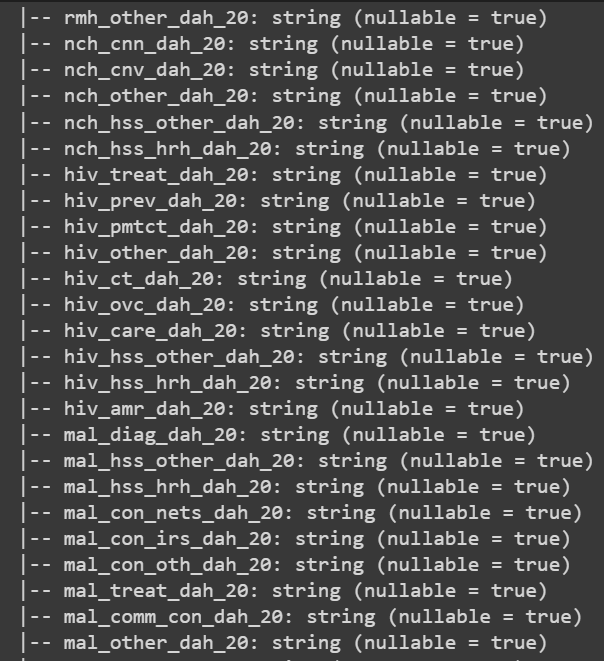 |-- rmh_other_dah_20: string (nullable = true)
|-- nch_cnn_dah_20: string (nullable = true)
|-- nch_cnv_dah_20: string (nullable = true)
|-- nch_other_dah_20: string (nullable = true)
|-- nch_hss_other_dah_20: string (nullable = true)
|-- nch_hss_hrh_dah_20: string (nullable = true)
|-- hiv_treat_dah_20: string (nullable = true)
|-- hiv_prev_dah_20: string (nullable = true)
|-- hiv_pmtct_dah_20: string (nullable = true)
|-- hiv_other_dah_20: string (nullable = true)
|-- hiv_ct_dah_20: string (nullable = true)
|-- hiv_ovc_dah_20: string (nullable = true)
|-- hiv_care_dah_20: string (nullable = true)
|-- hiv_hss_other_dah_20: string (nullable = true)
|-- hiv_hss_hrh_dah_20: string (nullable = true)
|-- hiv_amr_dah_20: string (nullable = true)
|-- mal_diag_dah_20: string (nullable = true)
|-- mal_hss_other_dah_20: string (nullable = true)
|-- mal_hss_hrh_dah_20: string (nullable = true)
|-- mal_con_nets_dah_20: string (nullable = true)
|-- mal_con_irs_dah_20: string (nullable = true)
|-- mal_con_oth_dah_20: string (nullable = true)
|-- mal_treat_dah_20: string (nullable = true)
|-- mal_comm_con_dah_20: string (nullable = true)
|-- mal_other_dah_20: string (nullable = true)